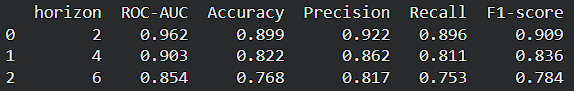 horizon ROC-AUC Accuracy Precision Recall F1-score
0 2 0.962 0.899 0.922 0.896 0.909
1 4 0.903 0.822 0.862 0.811 0.836
2 6 0.854 0.768 0.817 0.753 0.784